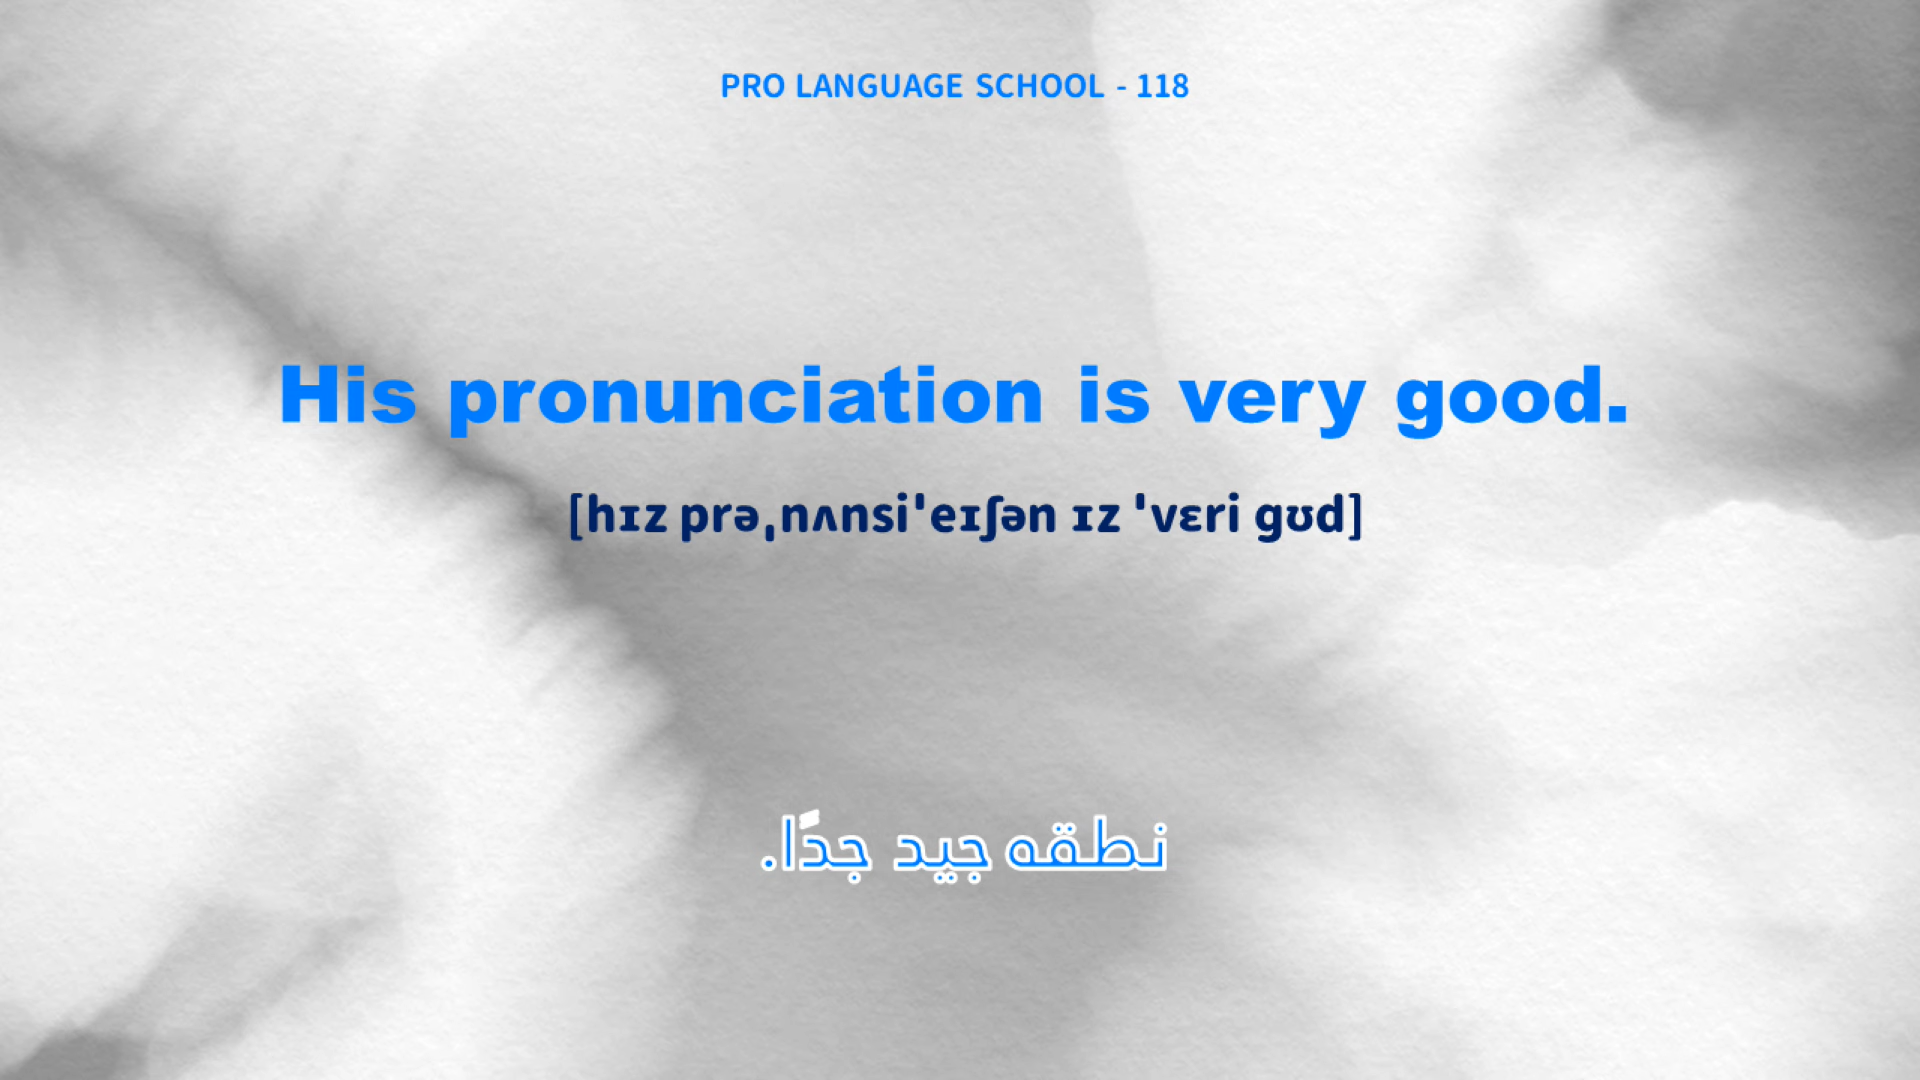 PRO LANGUAGE SCHOOL - 118
His pronunciation is very good.
[hɪz prəˌnʌnsiˈeɪʃən ɪz ˈvɛri gʊd]
نطقه جيد جدًا.